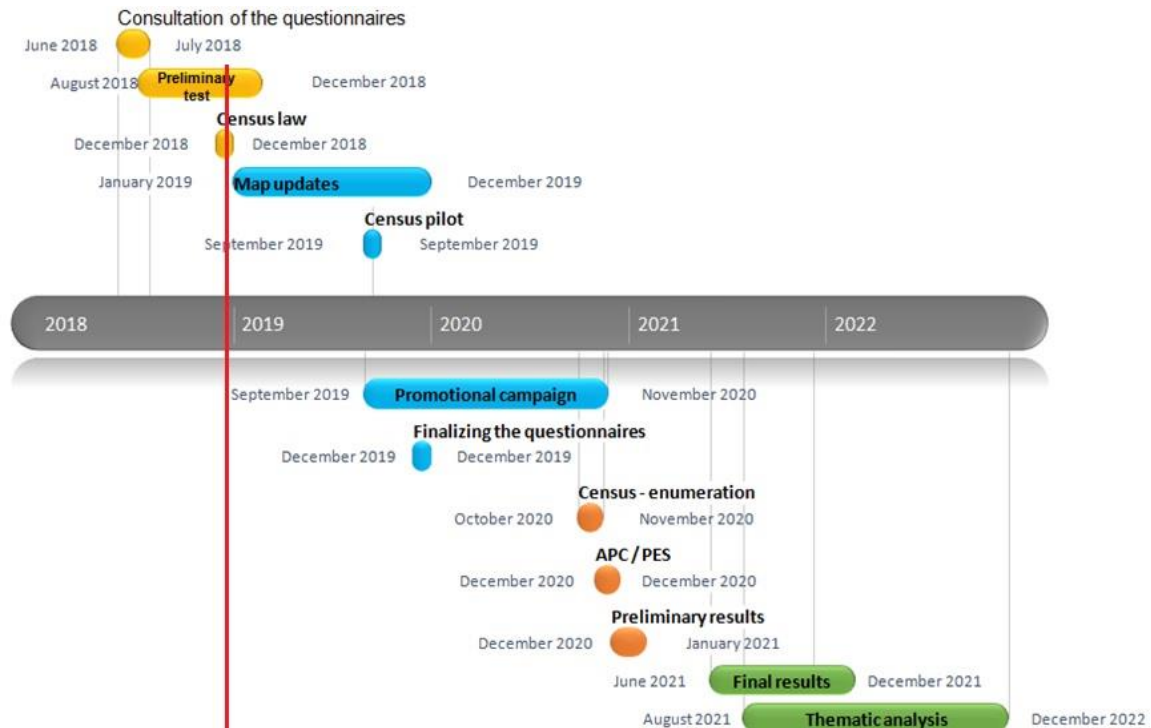 Consultation of the questionnaires
June 2018 July 2018
August 2018 Preliminary test December 2018
Census law
December 2018 December 2018
January 2019 Map updates December 2019
Census pilot
September 2019 September 2019
2018 2019 2020 2021 2022
September 2019 Promotional campaign November 2020
Finalizing the questionnaires
December 2019 December 2019
Census - enumeration
October 2020 November 2020
APC / PES
December 2020 December 2020
Preliminary results
December 2020 January 2021
June 2021 Final results December 2021
August 2021 Thematic analysis December 2022